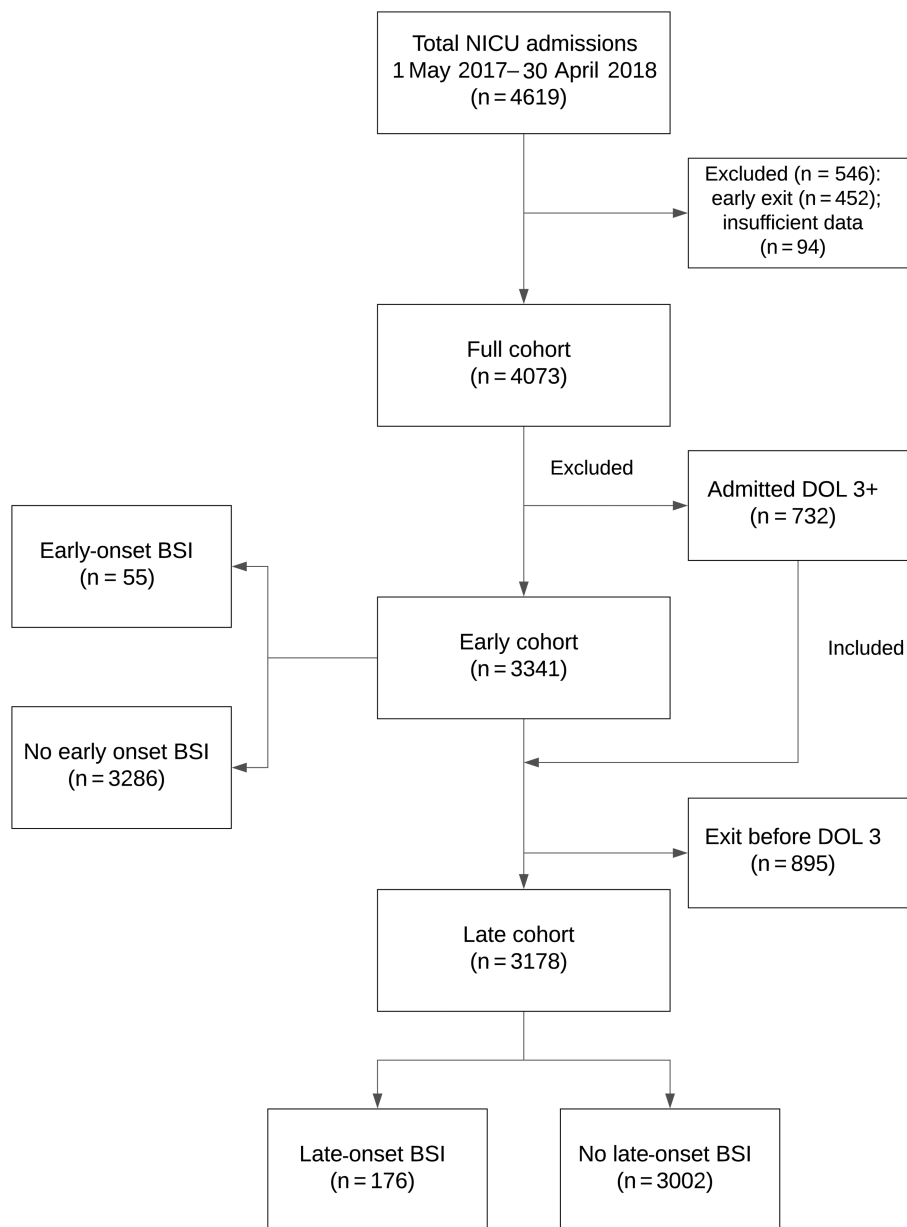 Total NICU admissions
1 May 2017–30 April 2018
(n = 4619)
Excluded (n = 546):
early exit (n = 452);
insufficient data
(n = 94)
Full cohort
(n = 4073)
Excluded
Admitted DOL 3+
(n = 732)
Early-onset BSI
(n = 55)
Early cohort
(n = 3341)
Included
No early onset BSI
(n = 3286)
Exit before DOL 3
(n = 895)
Late cohort
(n = 3178)
Late-onset BSI
(n = 176)
No late-onset BSI
(n = 3002)